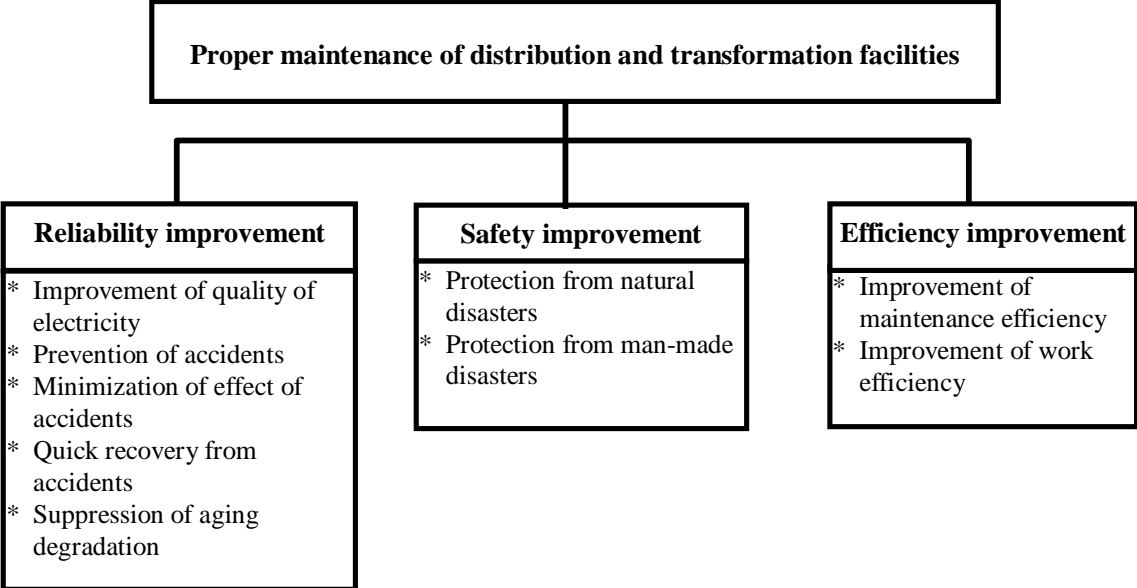 Proper maintenance of distribution and transformation facilities
Reliability improvement
* Improvement of quality of
electricity
* Prevention of accidents
* Minimization of effect of
accidents
* Quick recovery from
accidents
* Suppression of aging
degradation
Safety improvement
* Protection from natural
disasters
* Protection from man-made
disasters
Efficiency improvement
* Improvement of
maintenance efficiency
* Improvement of work
efficiency